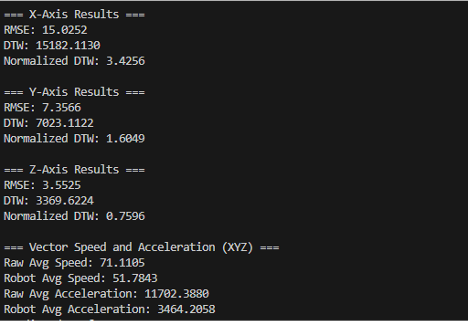 === X-Axis Results ===
RMSE: 15.0252
DTW: 15182.1130
Normalized DTW: 3.4256
=== Y-Axis Results ===
RMSE: 7.3566
DTW: 7023.1122
Normalized DTW: 1.6049
=== Z-Axis Results ===
RMSE: 3.5525
DTW: 3369.6224
Normalized DTW: 0.7596
=== Vector Speed and Acceleration (XYZ) ===
Raw Avg Speed: 71.1105
Robot Avg Speed: 51.7843
Raw Avg Acceleration: 11702.3880
Robot Avg Acceleration: 3464.2058